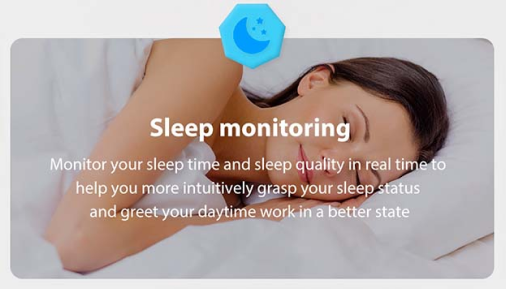 Sleep monitoring
Monitor your sleep time and sleep quality in real time to
help you more intuitively grasp your sleep status
and greet your daytime work in a better state